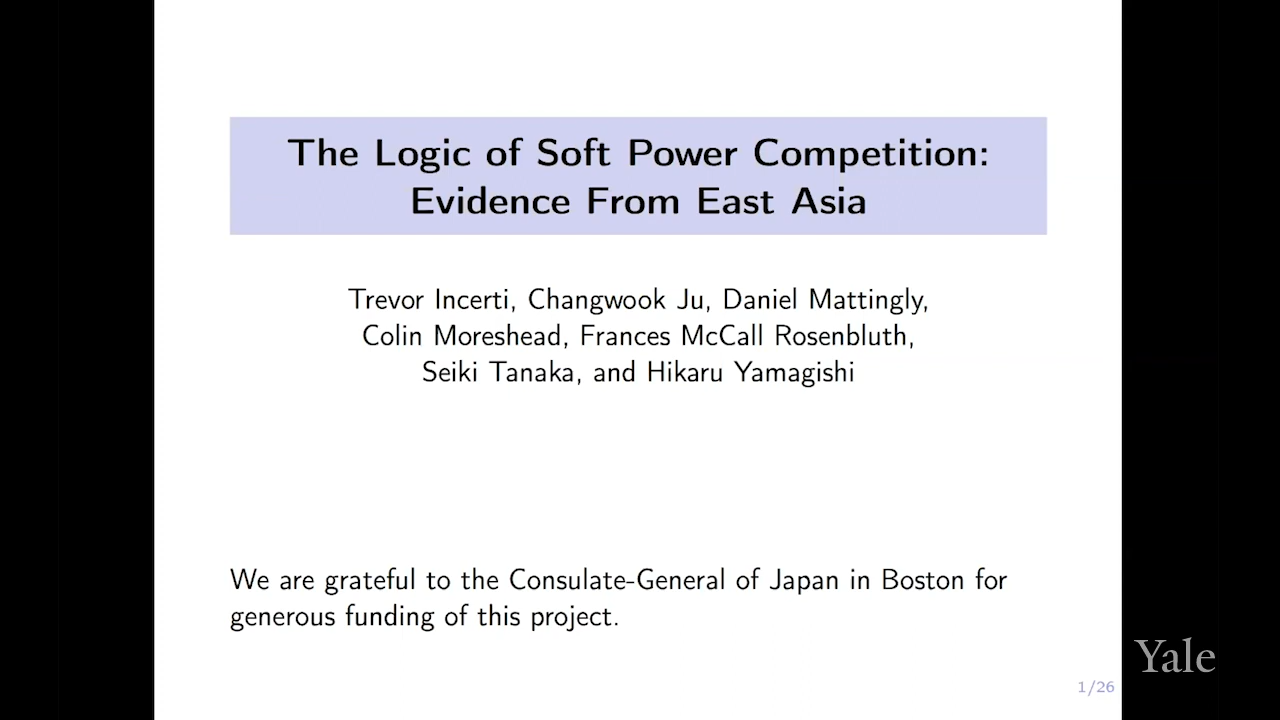 The Logic of Soft Power Competition:
Evidence From East Asia
Trevor Incerti, Changwook Ju, Daniel Mattingly,
Colin Moreshead, Frances McCall Rosenbluth,
Seiki Tanaka, and Hikaru Yamagishi
We are grateful to the Consulate-General of Japan in Boston for
generous funding of this project.
Yale
1/26